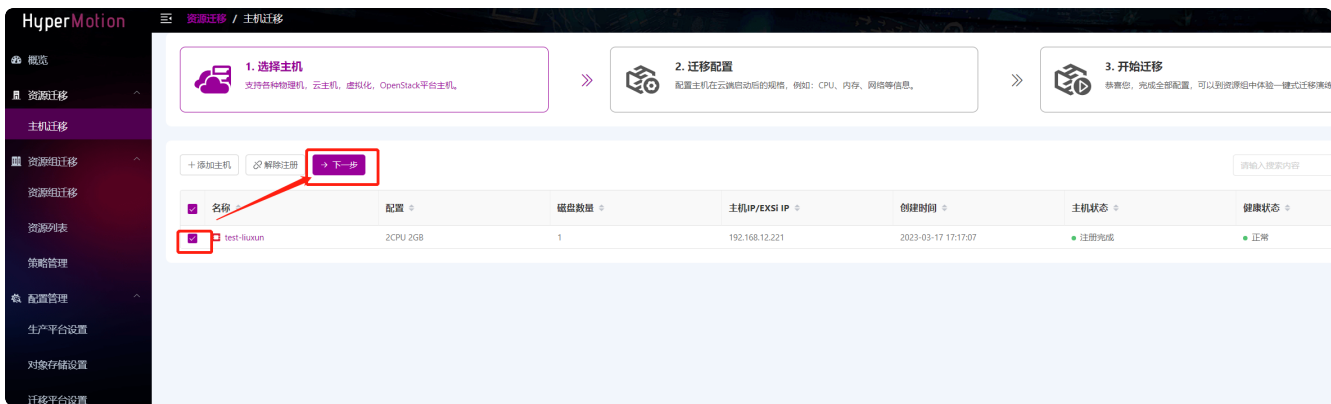 HyperMotion
资源迁移 / 主机迁移
概览
资源迁移
主机迁移
资源组迁移
资源组迁移
资源列表
策略管理
配置管理
生产平台设置
对象存储设置
迁移平台设置
1. 选择主机
支持各种物理机，云主机，虚拟化，OpenStack平台主机。
2. 迁移配置
配置主机在云端启动后的规格，例如：CPU、内存、网络等信息。
3. 开始迁移
恭喜您，完成全部配置，可以到资源组中体验一键式迁移演练
添加主机 解除注册 下一步
请输入搜索内容
名称 配置 磁盘数量 主机IP/EXSi IP 创建时间 主机状态 健康状态
test-liuxun 2CPU 2GB 1 192.168.12.221 2023-03-17 17:17:07 注册完成 正常